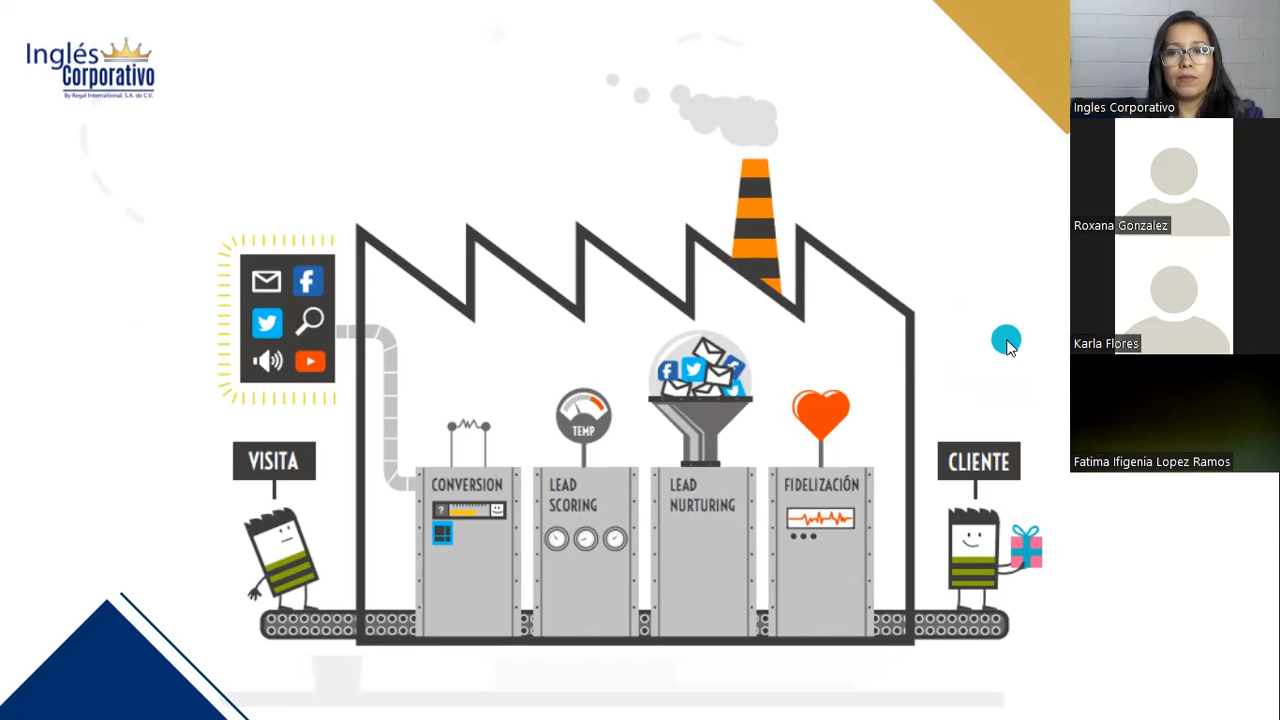 Inglés
Corporativo
By Regal International, S.A. de C.V.
VISITA
TEMP
CONVERSION
?
LEAD
SCORING
LEAD
NURTURING
FIDELIZACIÓN
CLIENTE
Ingles Corporativo
Roxana Gonzalez
Karla Flores
Fatima Ifigenia Lopez Ramos